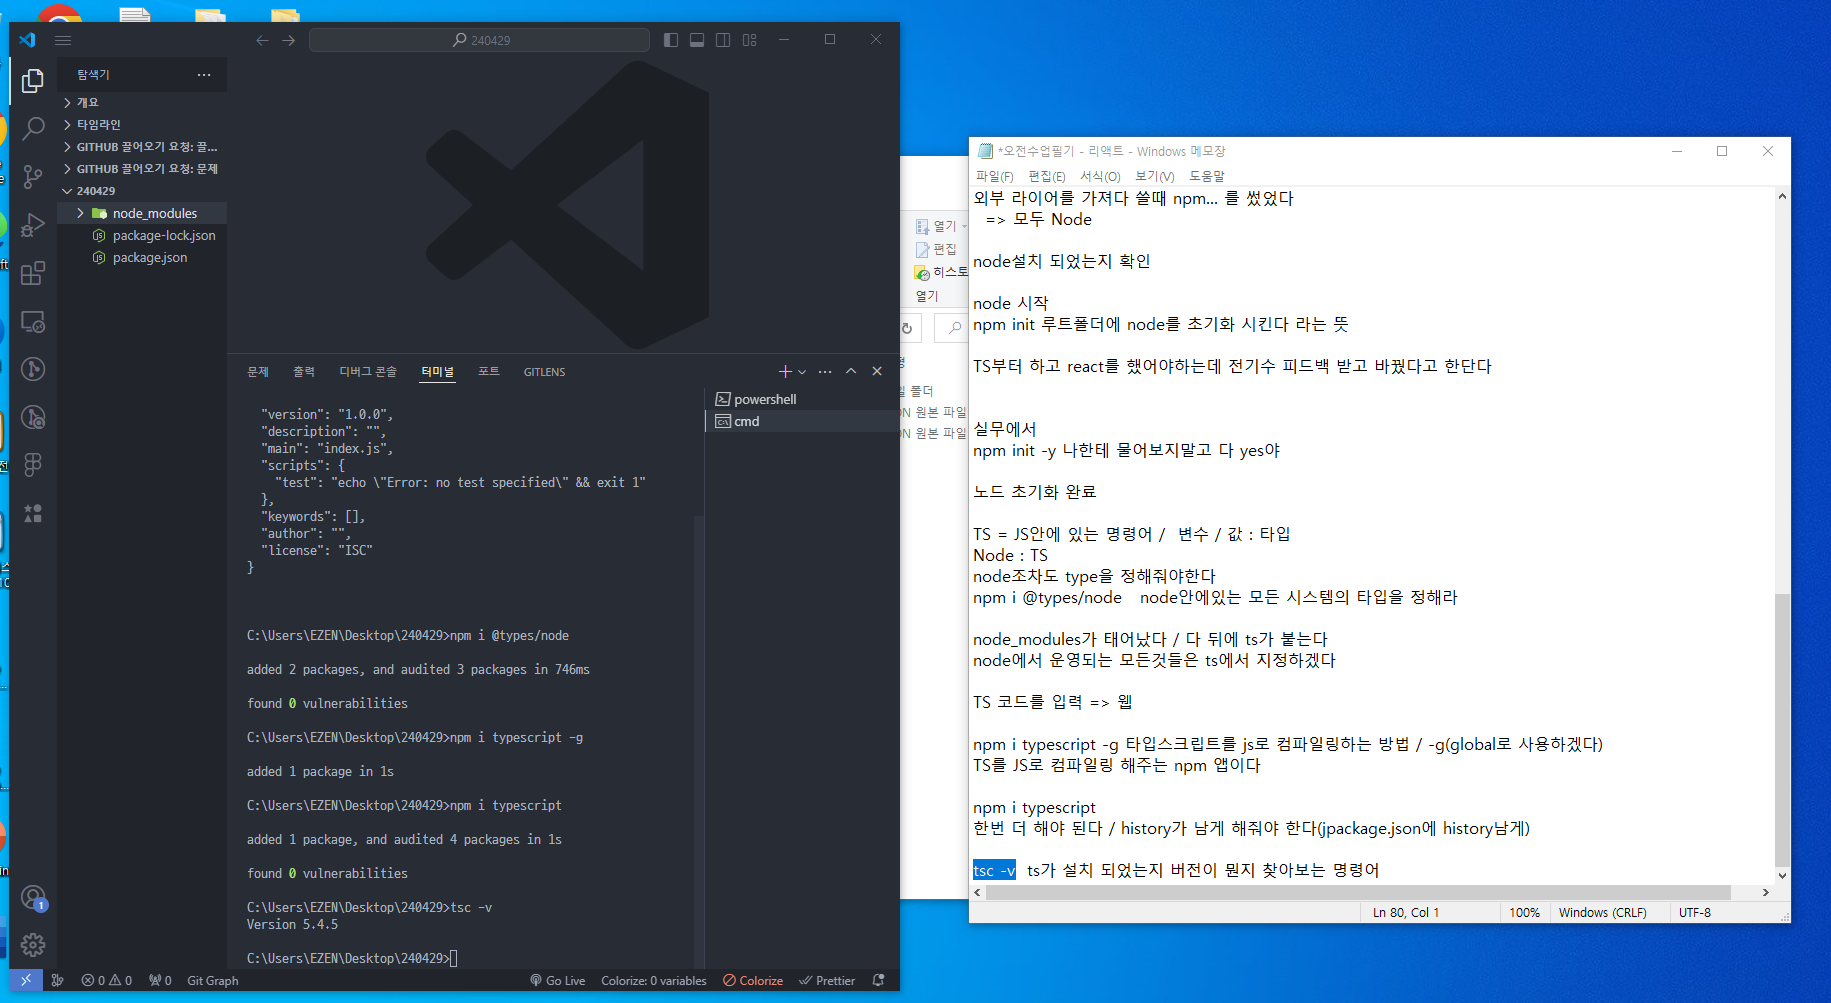 240429
탐색기
개요
타임라인
GITHUB 끌어오기 요청: 끌...
GITHUB 끌어오기 요청: 문제
240429
node_modules
package-lock.json
package.json
문제 출력 디버그 콘솔 터미널 포트 GITLENS
powershell
cmd
"version": "1.0.0",
"description": "",
"main": "index.js",
"scripts": {
"test": "echo \"Error: no test specified\" && exit 1"
},
"keywords": [],
"author": "",
"license": "ISC"
}
C:\Users\EZEN\Desktop\240429>npm i @types/node
added 2 packages, and audited 3 packages in 746ms
found 0 vulnerabilities
C:\Users\EZEN\Desktop\240429>npm i typescript -g
added 1 package in 1s
C:\Users\EZEN\Desktop\240429>npm i typescript
added 1 package, and audited 4 packages in 1s
found 0 vulnerabilities
C:\Users\EZEN\Desktop\240429>tsc -v
Version 5.4.5
C:\Users\EZEN\Desktop\240429>
1
0 0 0 Git Graph Go Live Colorize: 0 variables Colorize Prettier
열기
편집
히스토
열기
폴더
ON 원본 파일
ON 원본 파일
*오전수업필기 - 리액트 - Windows 메모장
파일(F) 편집(E) 서식(O) 보기(V) 도움말
외부 라이어를 가져다 쓸때 npm... 를 썼었다
=> 모두 Node
node설치 되었는지 확인
node 시작
npm init 루트폴더에 node를 초기화 시킨다 라는 뜻
TS부터 하고 react를 했어야하는데 전기수 피드백 받고 바꿨다고 한단다
실무에서
npm init -y 나한테 물어보지말고 다 yes야
노드 초기화 완료
TS = JS안에 있는 명령어 / 변수 / 값 : 타입
Node : TS
node조차도 type을 정해줘야한다
npm i @types/node node안에있는 모든 시스템의 타입을 정해라
node_modules가 태어났다 / 다 뒤에 ts가 붙는다
node에서 운영되는 모든것들은 ts에서 지정하겠다
TS 코드를 입력 => 웹
npm i typescript -g 타입스크립트를 js로 컴파일링하는 방법 / -g(global로 사용하겠다)
TS를 JS로 컴파일링 해주는 npm 앱이다
npm i typescript
한번 더 해야 된다 / history가 남게 해줘야 한다(jpackage.json에 history남게)
tsc -v ts가 설치 되었는지 버전이 뭔지 찾아보는 명령어
Ln 80, Col 1 100% Windows (CRLF) UTF-8